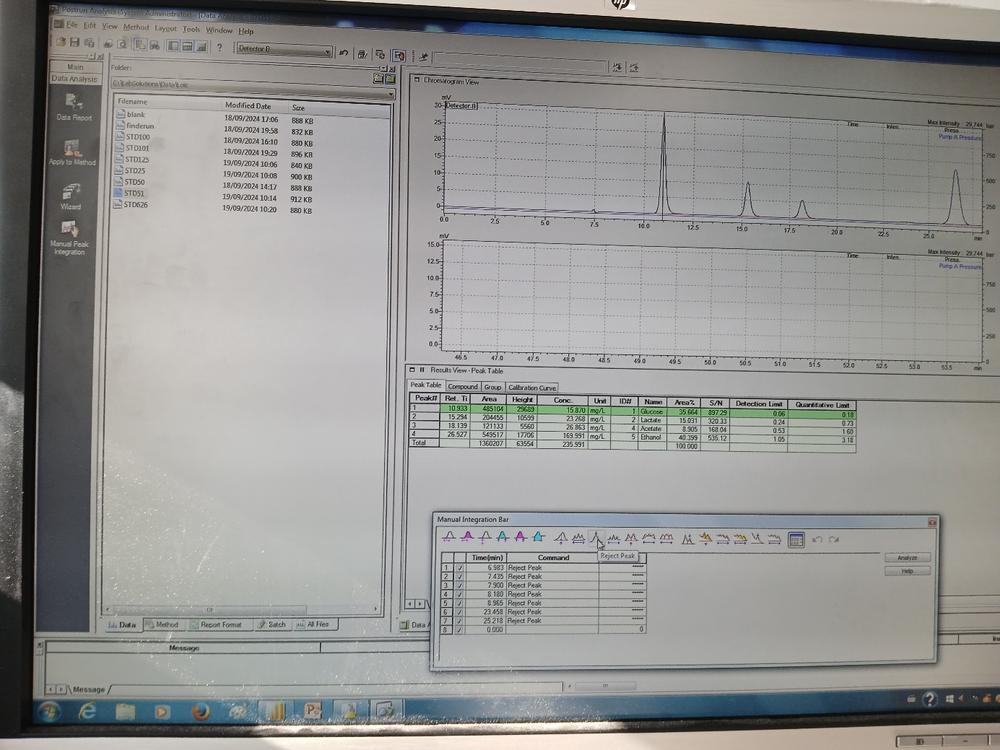 hp
Postrun Analysis (System Administrator) - [Data Analysis - STD51
File Edit View Method Layout Tools Window Help
? Detector B
Main
Data Analysis
Data Report
Apply to Method
Wizard
Manual Peak
Integration
Folder:
C:\LabSolutions\Data\Loic
Filename Modified Date Size
blank 18/09/2024 17:06 888 KB
finderun 18/09/2024 19:58 832 KB
STD100 18/09/2024 16:10 880 KB
STD101 18/09/2024 19:29 896 KB
STD125 19/09/2024 10:06 840 KB
STD25 19/09/2024 10:08 900 KB
STD50 18/09/2024 14:17 888 KB
STD51 19/09/2024 10:14 912 KB
STD626 19/09/2024 10:20 880 KB
Data Method Report Format Batch All Files
Chromatogram View
mV
30 Detector B Time Inten. Max Intensity : 29,744 bar
Press.
Pump A Pressure
25
20
15 750
10 500
5 250
0 0
0.0 2.5 5.0 7.5 10.0 12.5 15.0 17.5 20.0 22.5 25.0 min
mV
15.0 Time Inten. Max Intensity : 29,744 bar
Press.
Pump A Pressure
12.5
10.0 750
7.5
5.0 500
2.5 250
0.0 0
46.5 47.0 47.5 48.0 48.5 49.0 49.5 50.0 50.5 51.0 51.5 52.0 52.5 53.0 53.5 min
Results View - Peak Table
Peak Table Compound Group Calibration Curve
Peak# Ret. Ti Area Height Conc. Unit ID# Name Area% S/N Detection Limit Quantitative Limit
1 10.933 485104 29689 15.870 mg/L 1 Glucose 35.664 897.29 0.06 0.18
2 15.294 204455 10599 23.268 mg/L 2 Lactate 15.031 320.33 0.24 0.73
3 18.139 121133 5560 26.863 mg/L 4 Acetate 8.905 168.04 0.53 1.60
4 26.527 549517 17706 169.991 mg/L 5 Ethanol 40.399 535.12 1.05 3.18
Total 1360207 63554 235.991 100.000
Manual Integration Bar
Reject Peak
Time(min) Command
1 6.983 Reject Peak -----
2 7.435 Reject Peak -----
3 7.900 Reject Peak -----
4 8.180 Reject Peak -----
5 8.965 Reject Peak -----
6 23.458 Reject Peak -----
7 25.218 Reject Peak -----
8 0.000 0
Analyze
Help
Data A
Message
Message